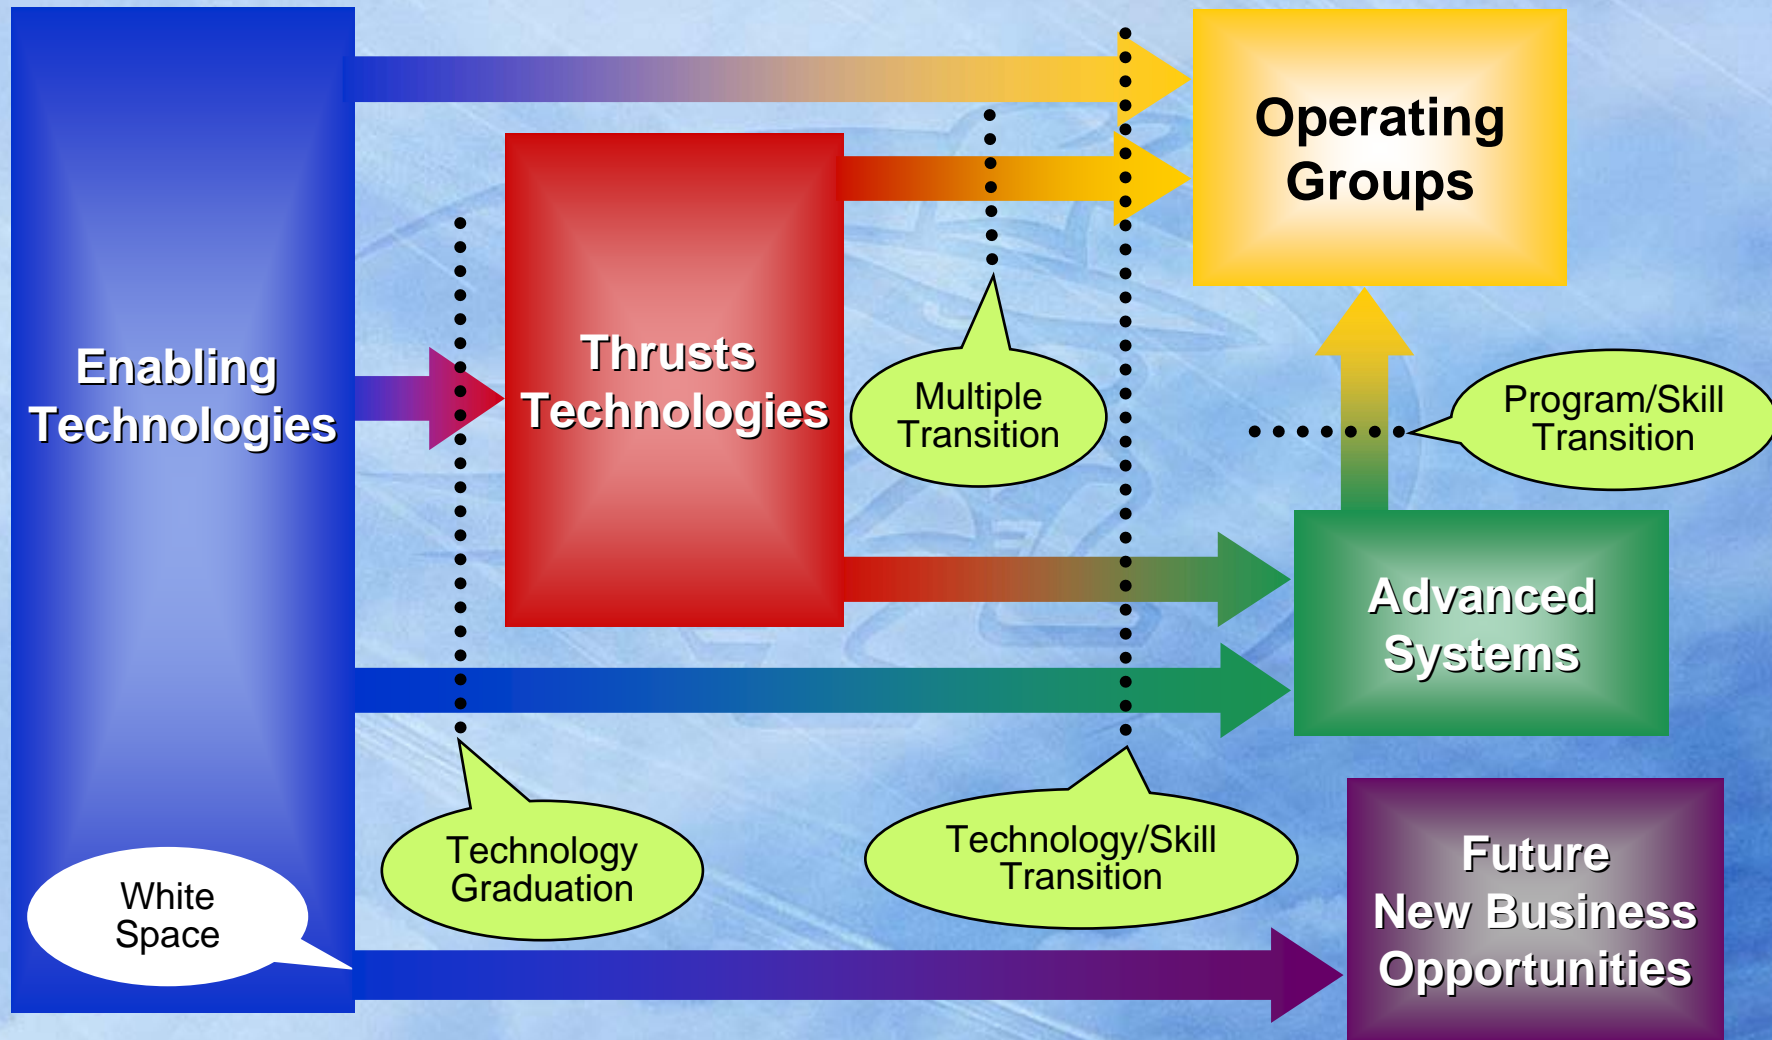 Operating
Groups
Enabling
Technologies
Thrusts
Technologies
Multiple
Transition
Program/Skill
Transition
Advanced
Systems
Technology
Graduation
Technology/Skill
Transition
White
Space
Future
New Business
Opportunities